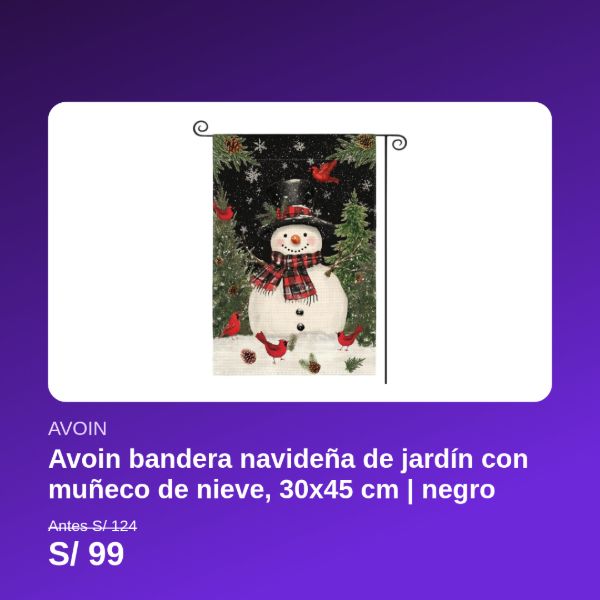 AVOIN
Avoin bandera navideña de jardín con
muñeco de nieve, 30x45 cm | negro
Antes S/ 124
S/ 99